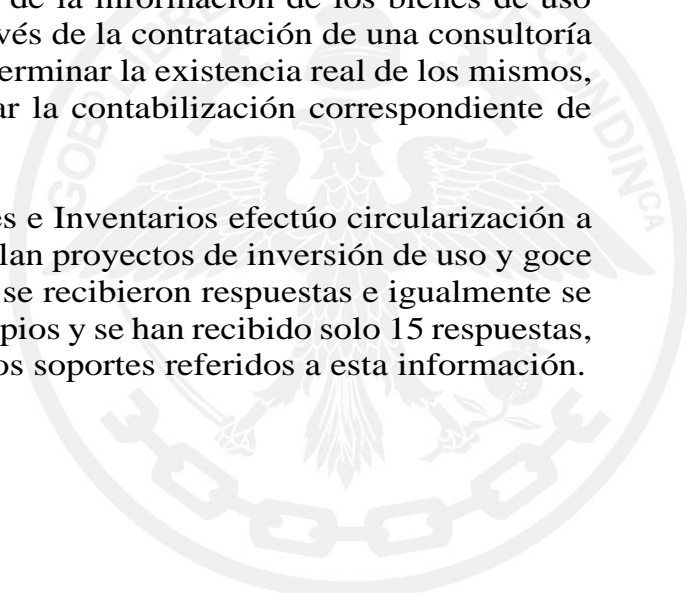 de la información de los bienes de uso
vés de la contratación de una consultoría
erminar la existencia real de los mismos,
ar la contabilización correspondiente de
es e Inventarios efectúo circularización a
lan proyectos de inversión de uso y goce
se recibieron respuestas e igualmente se
pios y se han recibido solo 15 respuestas,
os soportes referidos a esta información.